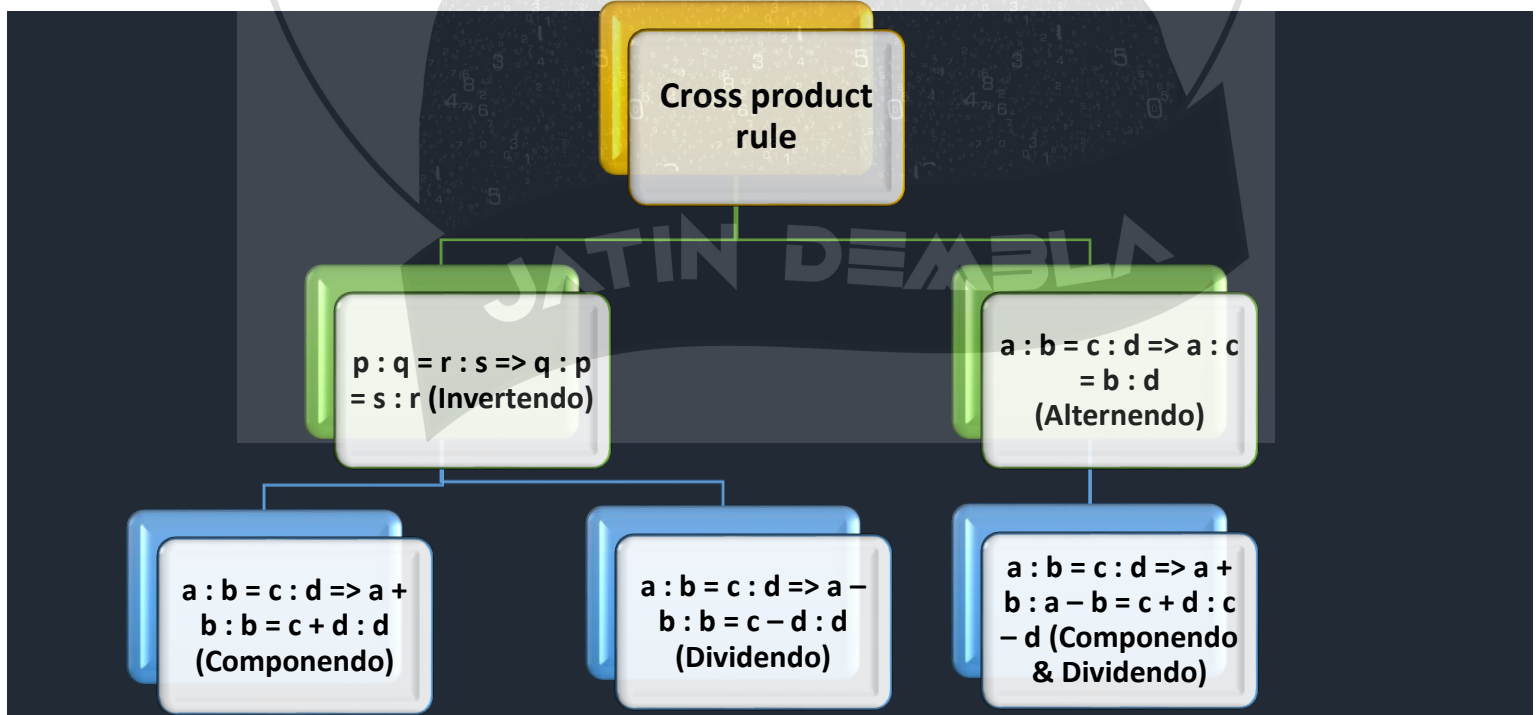 Cross product
rule
JATIN DEMBLA
p : q = r : s => q : p
= s : r (Invertendo)
a : b = c : d => a : c
= b : d
(Alternendo)
a : b = c : d => a +
b : b = c + d : d
(Componendo)
a : b = c : d => a –
b : b = c – d : d
(Dividendo)
a : b = c : d => a +
b : a – b = c + d : c
– d (Componendo
& Dividendo)